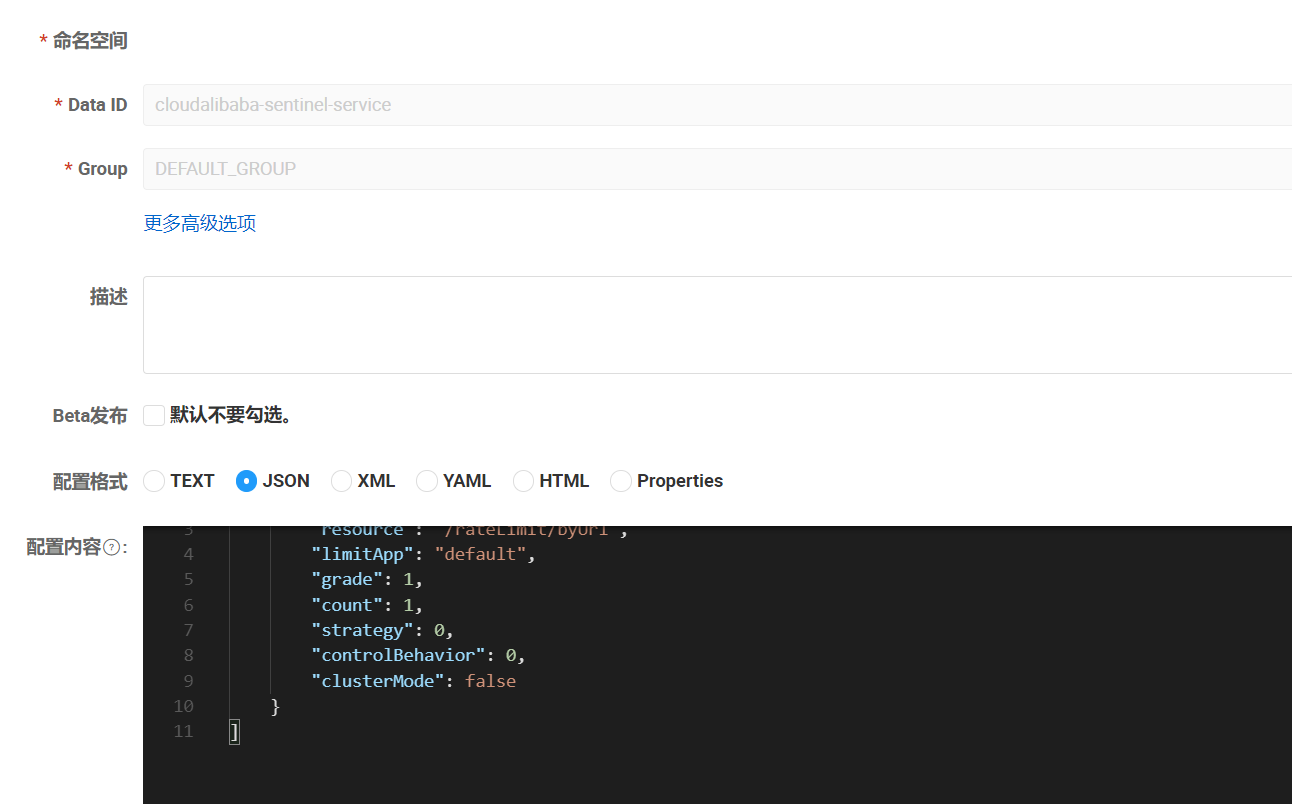 * 命名空间
* Data ID cloudalibaba-sentinel-service
* Group DEFAULT_GROUP
更多高级选项
描述
Beta发布 默认不要勾选。
配置格式 TEXT JSON XML YAML HTML Properties
配置内容?:
3 "resource": "/rateLimit/byUrl",
4 "limitApp": "default",
5 "grade": 1,
6 "count": 1,
7 "strategy": 0,
8 "controlBehavior": 0,
9 "clusterMode": false
10 }
11 ]